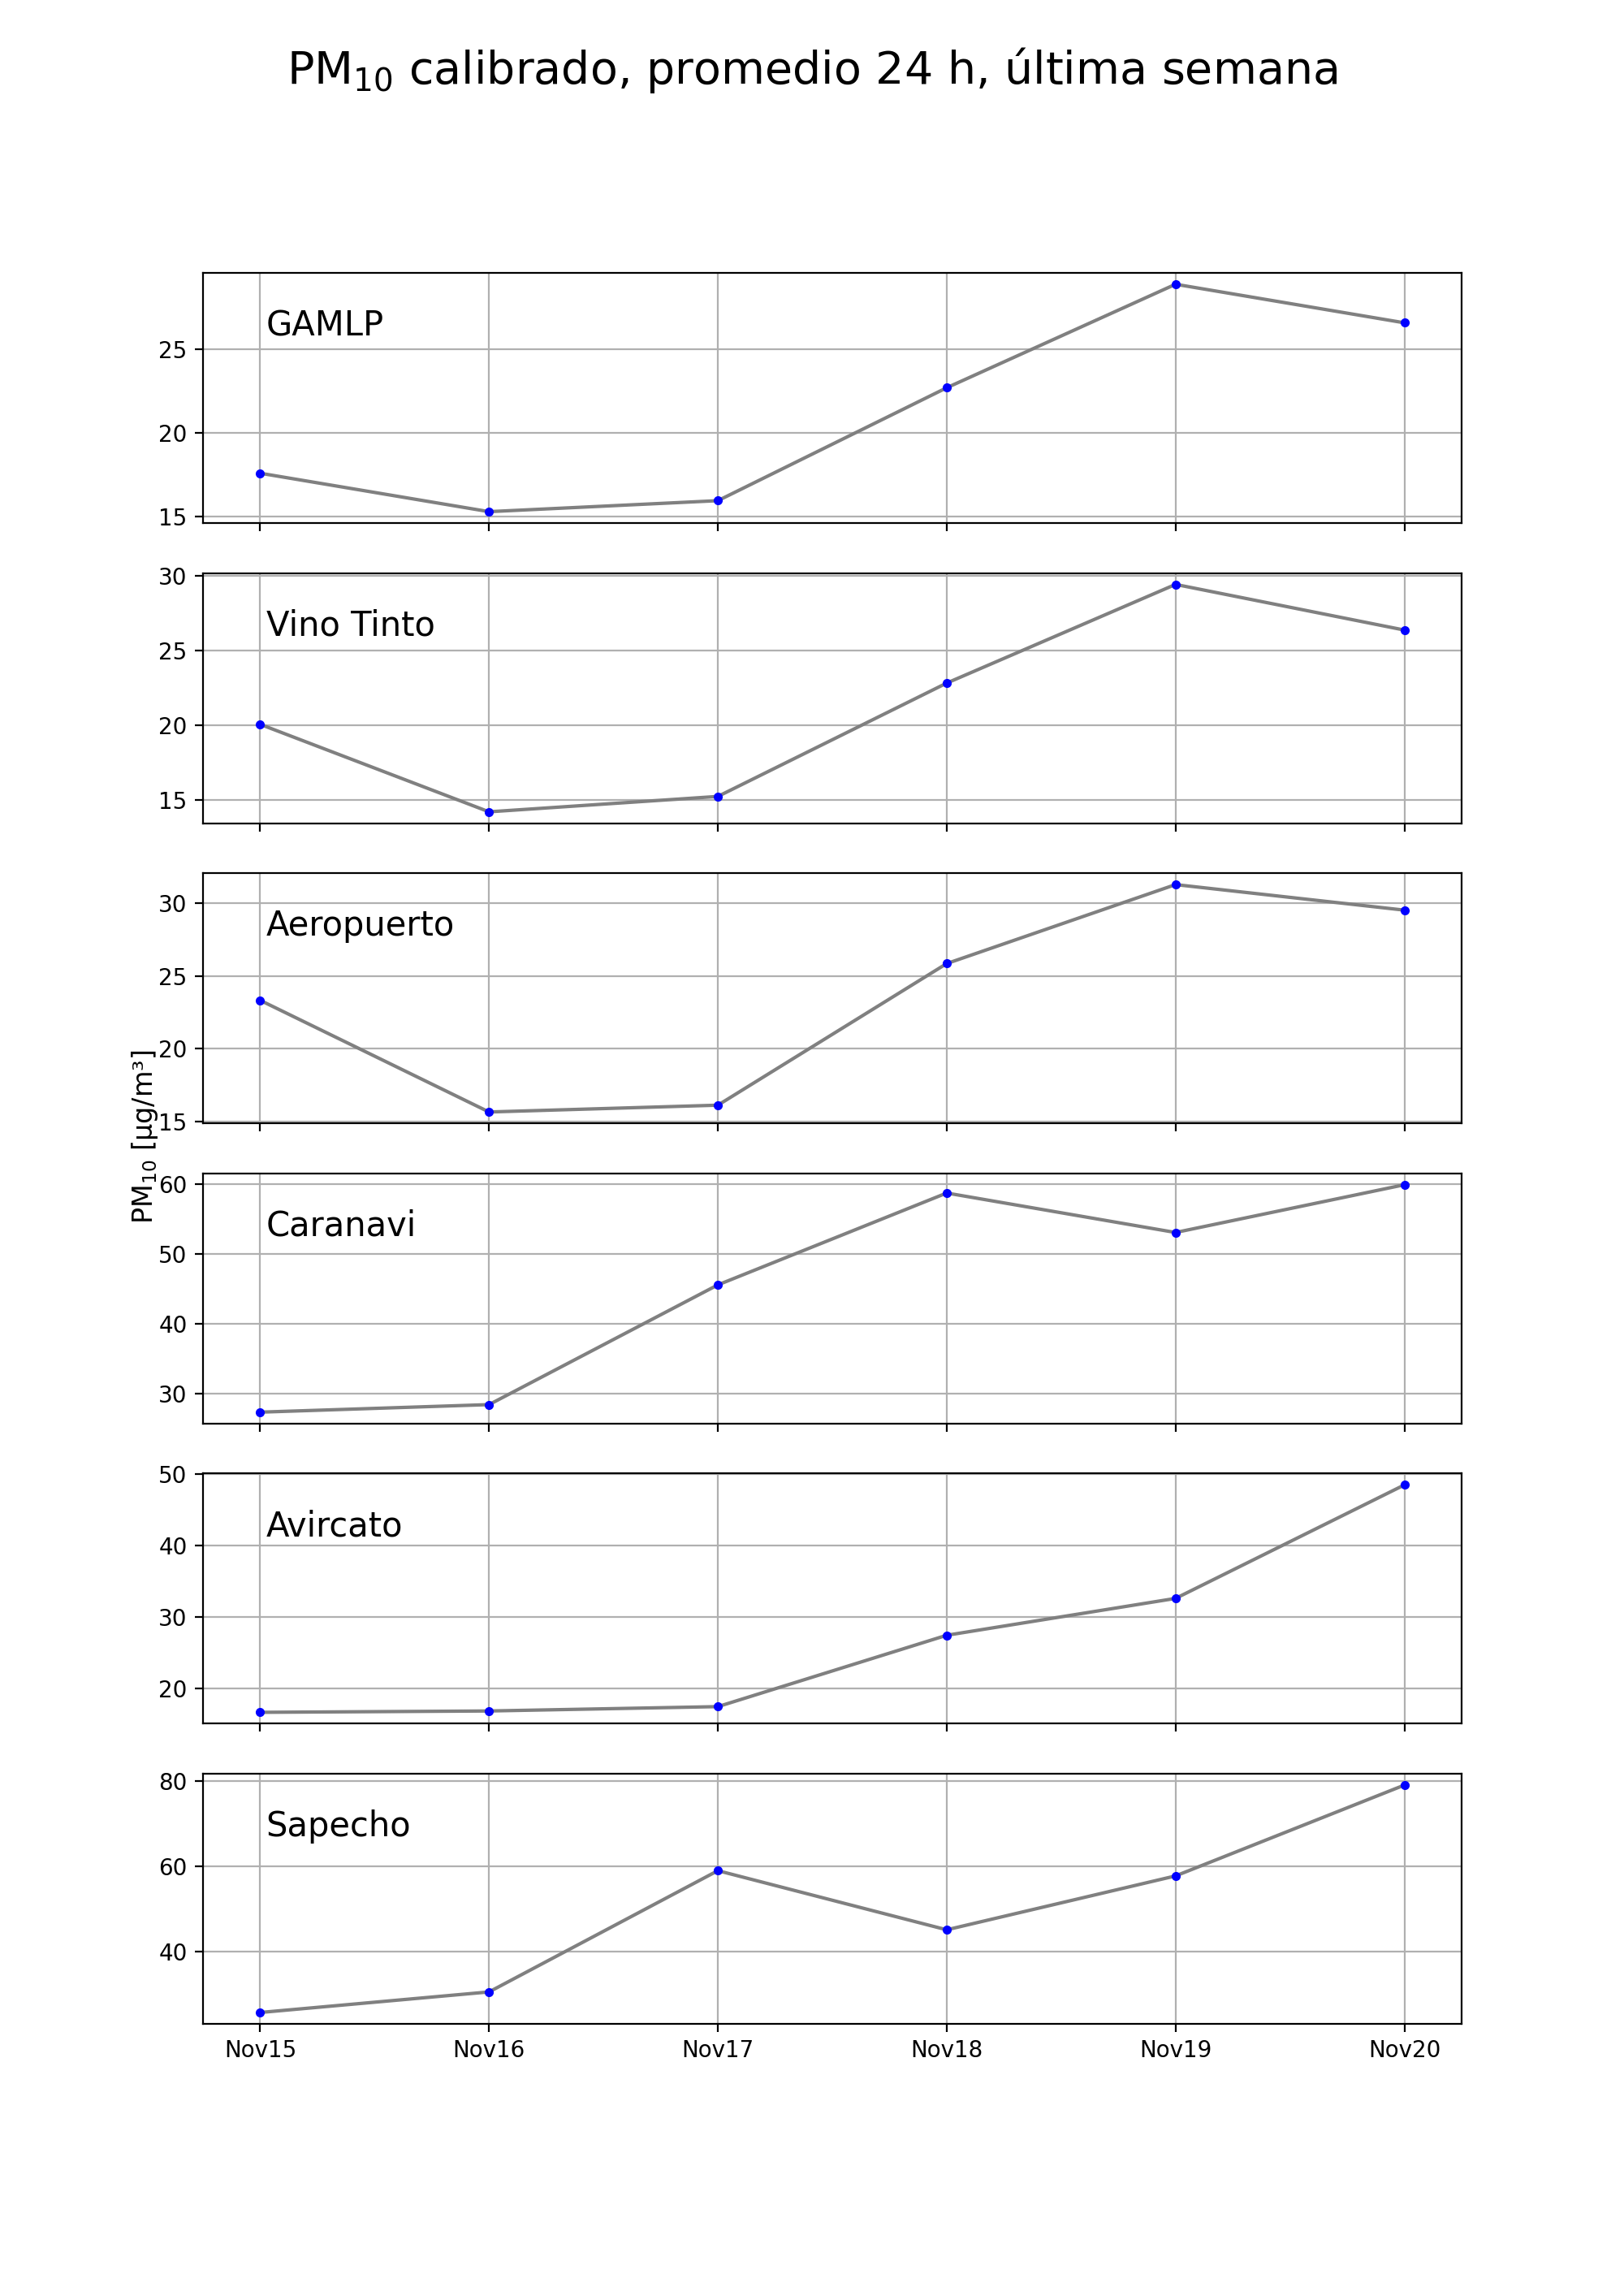 PM₁₀ calibrado, promedio 24 h, última semana
GAMLP
25
20
15
30
Vino Tinto
25
20
15
30
Aeropuerto
25
20
15
PM₁₀ [µg/m³]
60
Caranavi
50
40
30
50
Avircato
40
30
20
80
Sapecho
60
40
Nov15 Nov16 Nov17 Nov18 Nov19 Nov20